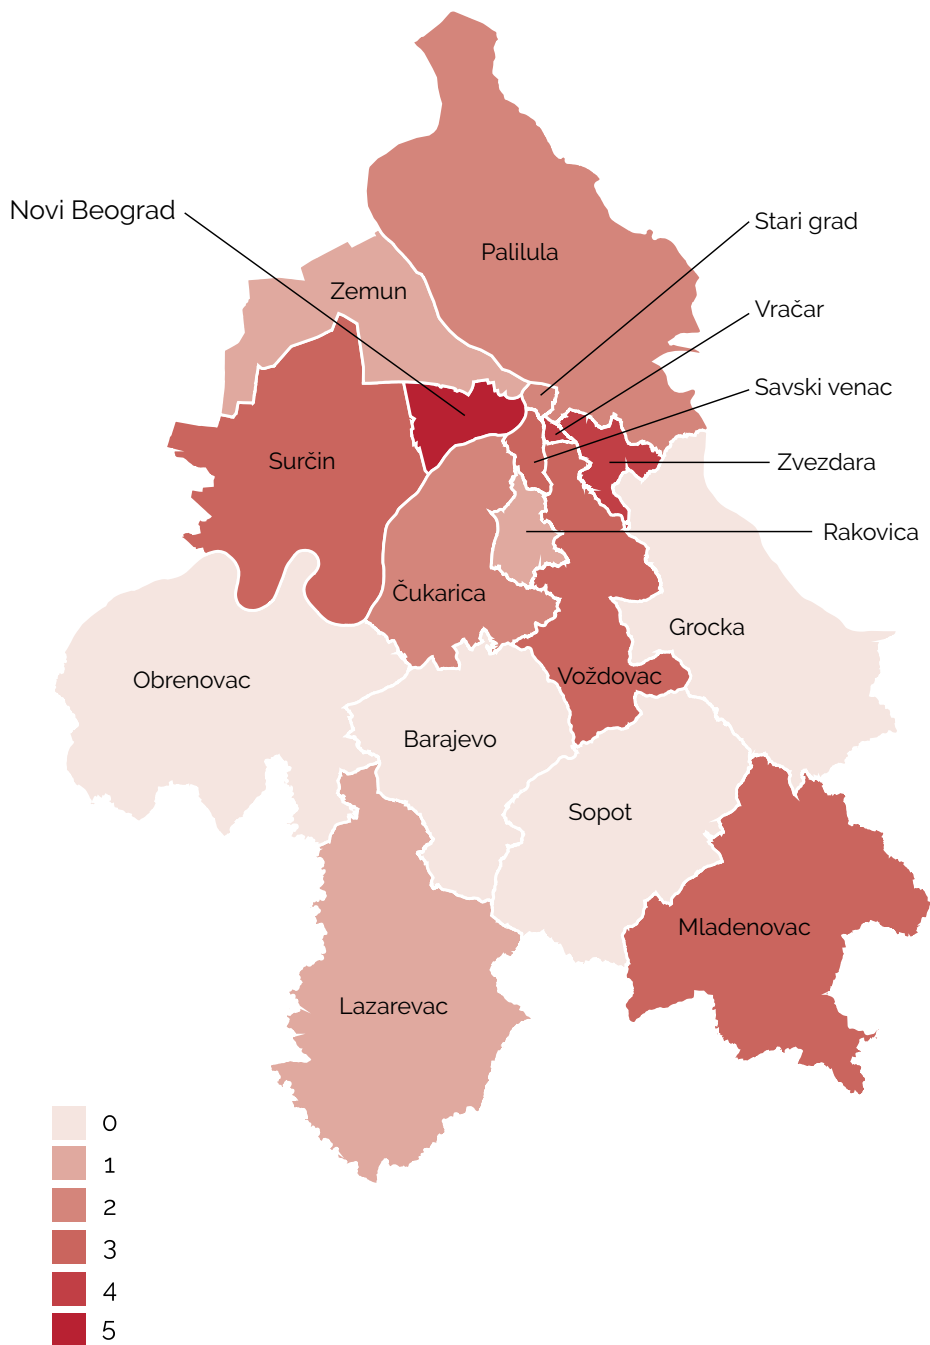 Novi Beograd
Stari grad
Palilula
Zemun
Vračar
Savski venac
Surčin
Zvezdara
Rakovica
Čukarica
Grocka
Obrenovac
Voždovac
Barajevo
Sopot
Mladenovac
Lazarevac
0
1
2
3
4
5